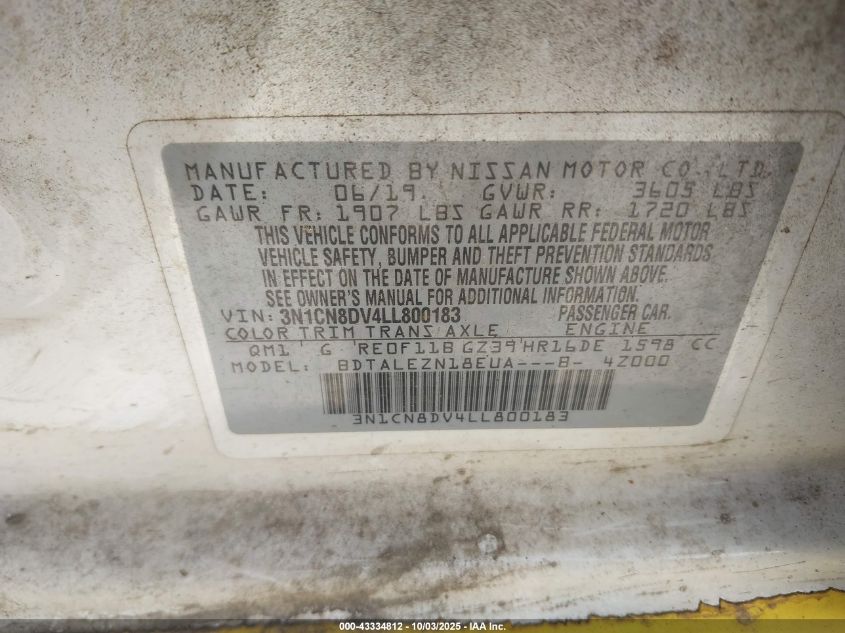 MANUFACTURED BY NISSAN MOTOR CO., LTD.
DATE: 06/19. GVWR: 3605 LBS
GAWR FR: 1907 LBS GAWR RR: 1720 LBS
THIS VEHICLE CONFORMS TO ALL APPLICABLE FEDERAL MOTOR
VEHICLE SAFETY, BUMPER AND THEFT PREVENTION STANDARDS
IN EFFECT ON THE DATE OF MANUFACTURE SHOWN ABOVE.
SEE OWNER'S MANUAL FOR ADDITIONAL INFORMATION.
VIN: 3N1CN8DV4LL800183 PASSENGER CAR.
COLOR TRIM TRANS AXLE ENGINE
QM1 G RE0F11B GZ39 HR16DE 1598 CC
MODEL: BDTALEZN18EUA---B- 4Z000
3N1CN8DV4LL800183
000-43334812 - 10/03/2025 - IAA Inc.